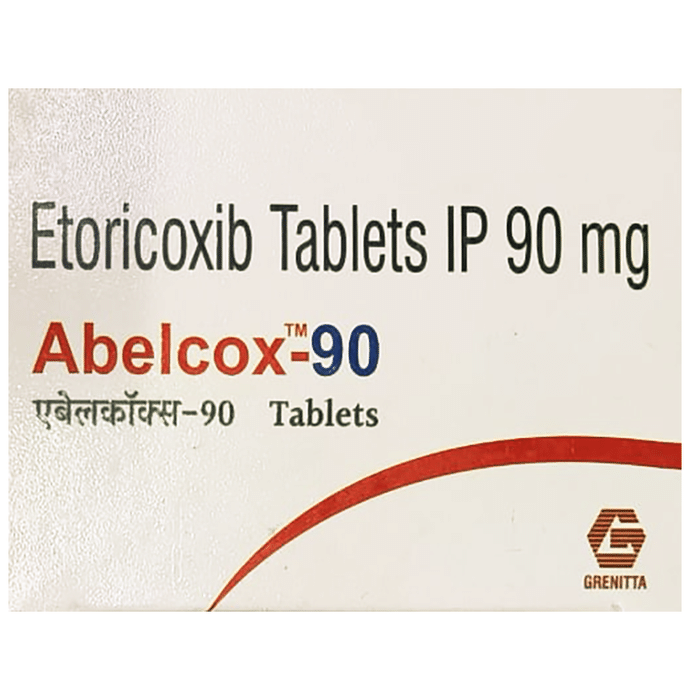 Etoricoxib Tablets IP 90 mg
Abelcox™-90
एबेलकॉक्स-90 Tablets
GRENITTA